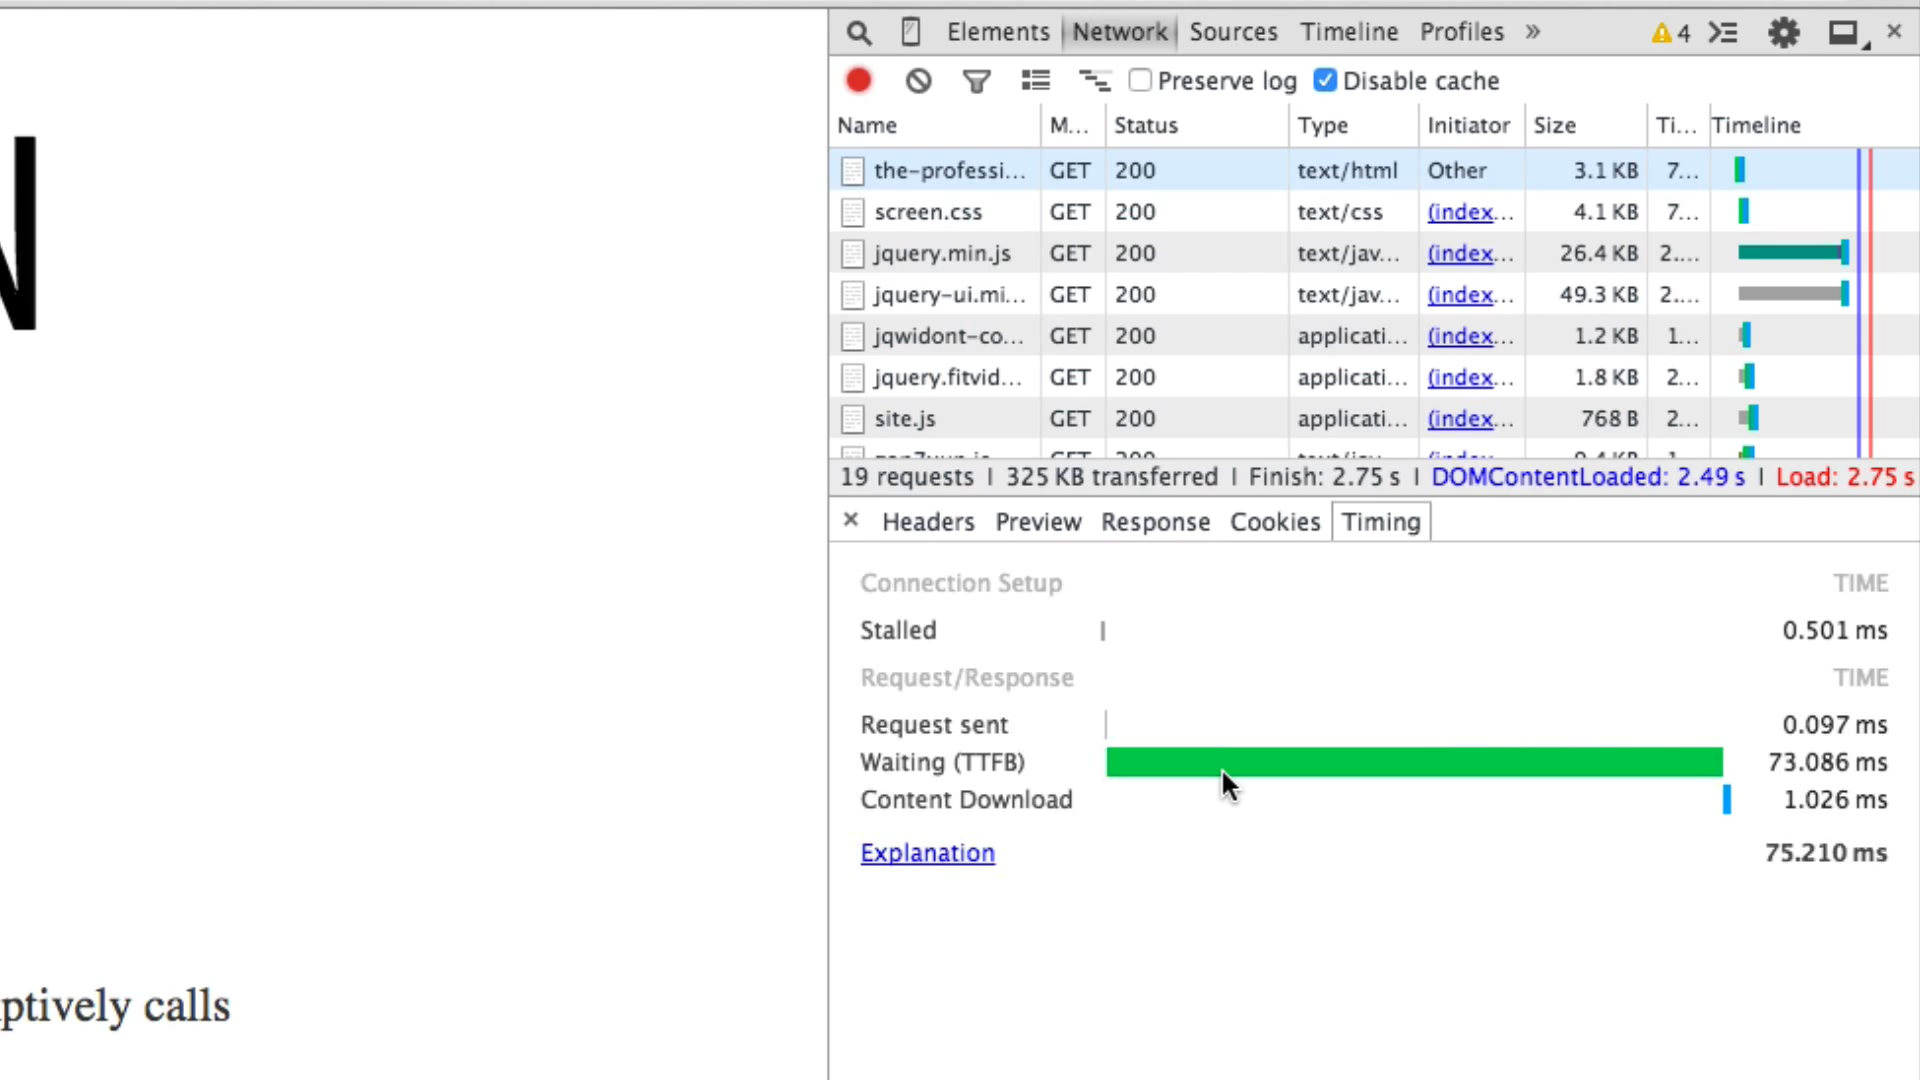 Elements Network Sources Timeline Profiles » 4
Preserve log Disable cache
Name M... Status Type Initiator Size Ti... Timeline
the-professi... GET 200 text/html Other 3.1 KB 7...
screen.css GET 200 text/css (index... 4.1 KB 7...
jquery.min.js GET 200 text/jav... (index... 26.4 KB 2....
jquery-ui.mi... GET 200 text/jav... (index... 49.3 KB 2....
jqwidont-co... GET 200 applicati... (index... 1.2 KB 1...
jquery.fitvid... GET 200 applicati... (index... 1.8 KB 2...
site.js GET 200 applicati... (index... 768 B 2...
19 requests | 325 KB transferred | Finish: 2.75 s | DOMContentLoaded: 2.49 s | Load: 2.75 s
× Headers Preview Response Cookies Timing
Connection Setup TIME
Stalled 0.501 ms
Request/Response TIME
Request sent 0.097 ms
Waiting (TTFB) 73.086 ms
Content Download 1.026 ms
Explanation 75.210 ms
ptively calls